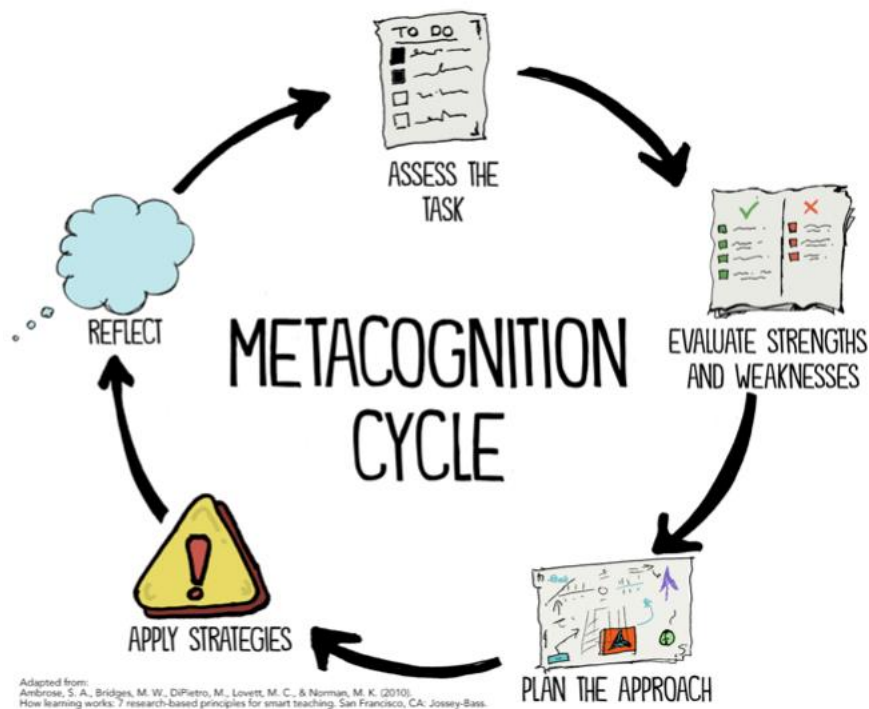 TO DO
ASSESS THE
TASK
EVALUATE STRENGTHS
AND WEAKNESSES
PLAN THE APPROACH
APPLY STRATEGIES
REFLECT
METACOGNITION
CYCLE
Adapted from:
Ambrose, S. A., Bridges, M. W., DiPietro, M., Lovett, M. C., & Norman, M. K. (2010).
How learning works: 7 research-based principles for smart teaching. San Francisco, CA: Jossey-Bass.